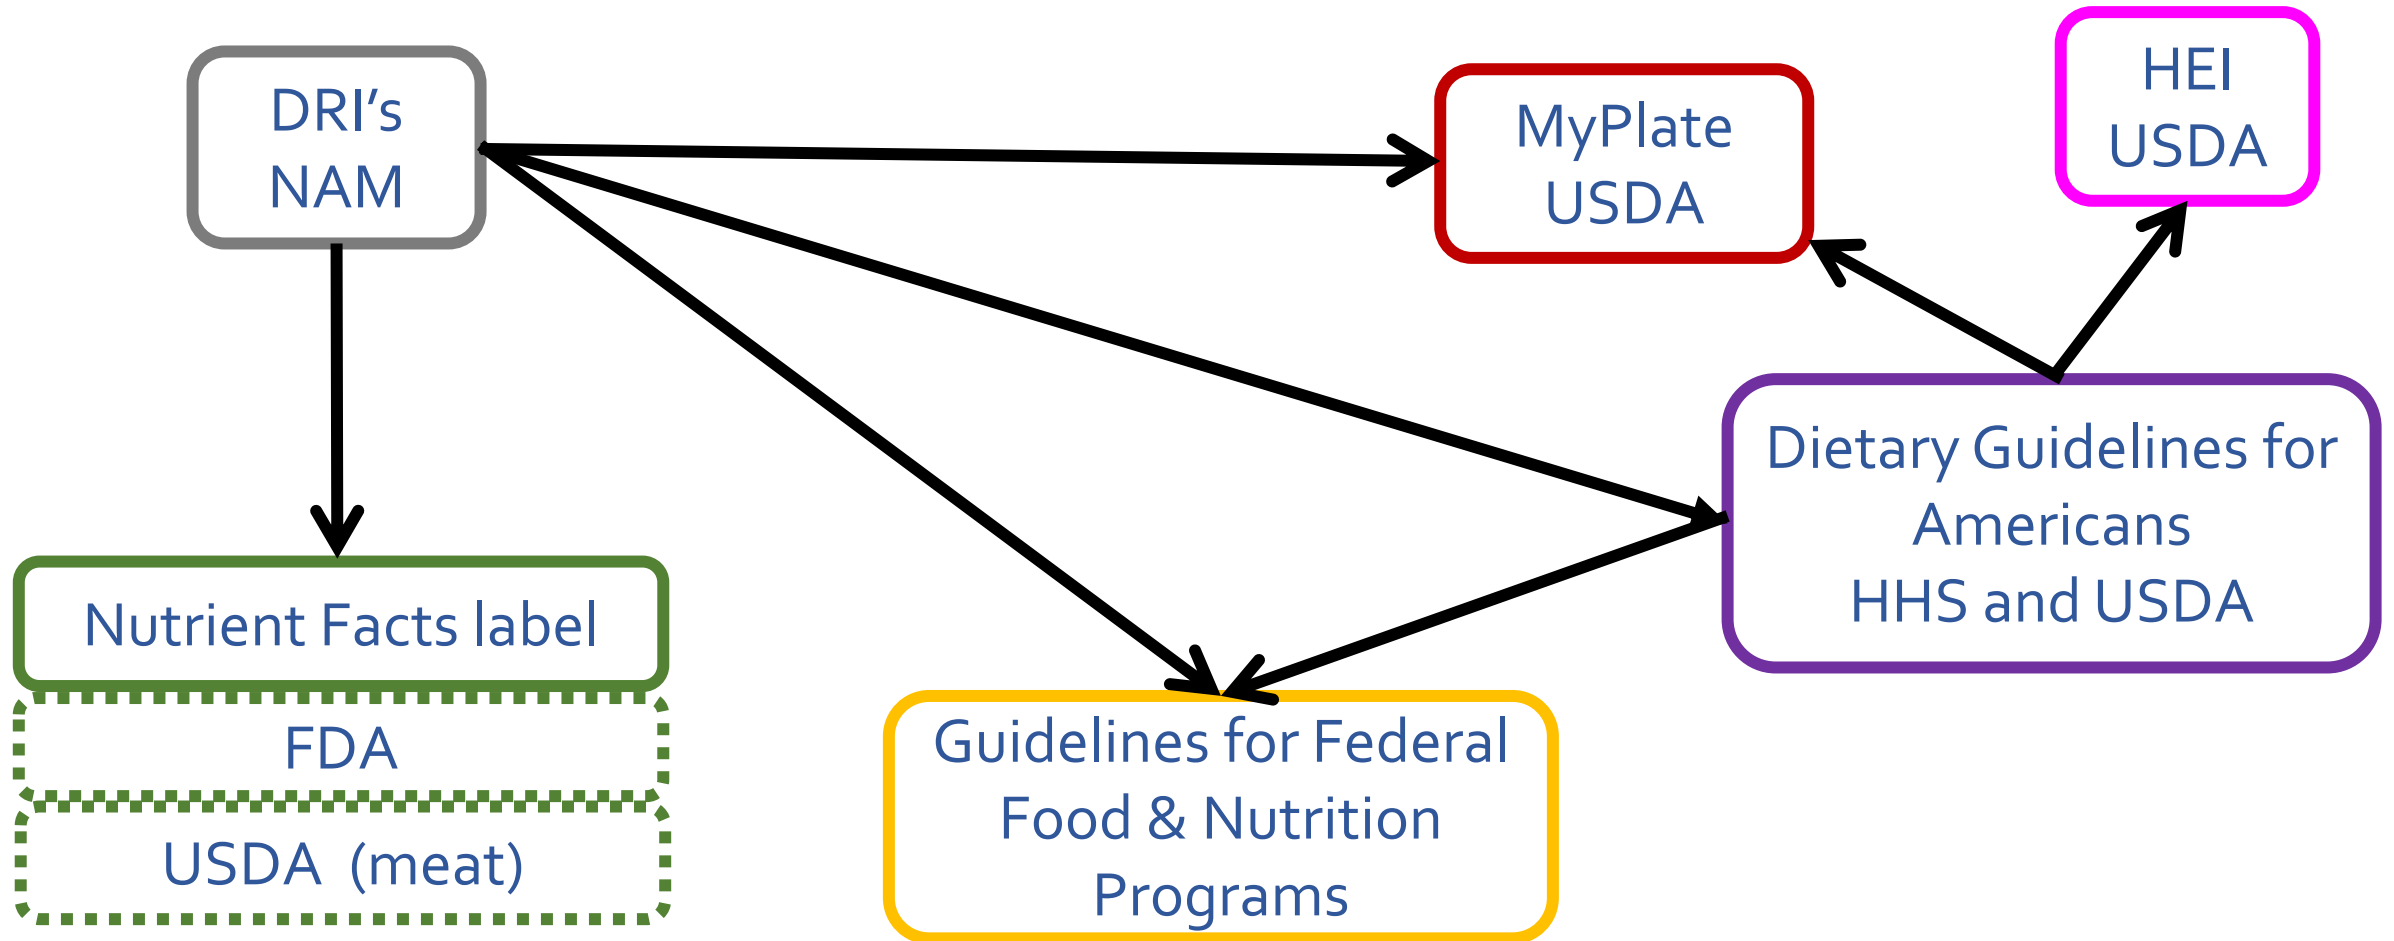 DRI's
NAM
MyPlate
USDA
HEI
USDA
Dietary Guidelines for
Americans
HHS and USDA
Nutrient Facts label
FDA
USDA  (meat)
Guidelines for Federal
Food & Nutrition
Programs